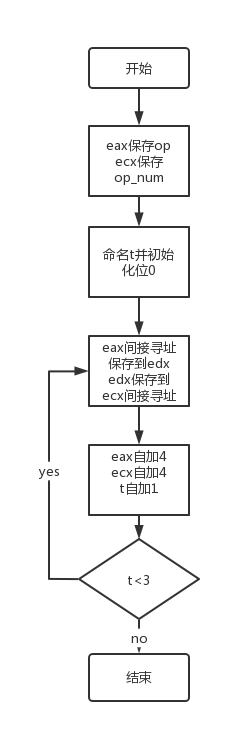 开始
eax保存op
ecx保存
op_num
命名t并初始
化位0
eax间接寻址
保存到edx
edx保存到
ecx间接寻址
eax自加4
ecx自加4
t自加1
yes
t<3
no
结束